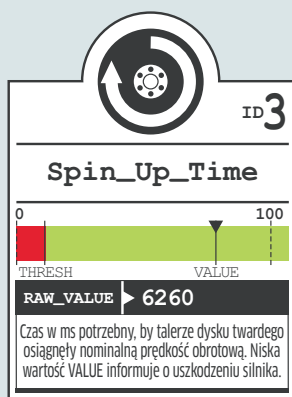 ID3
Spin_Up_Time
0 100
THRESH VALUE
RAW_VALUE 6260
Czas w ms potrzebny, by talerze dysku twardego
osiągnęły nominalną prędkość obrotową. Niska
wartość VALUE informuje o uszkodzeniu silnika.